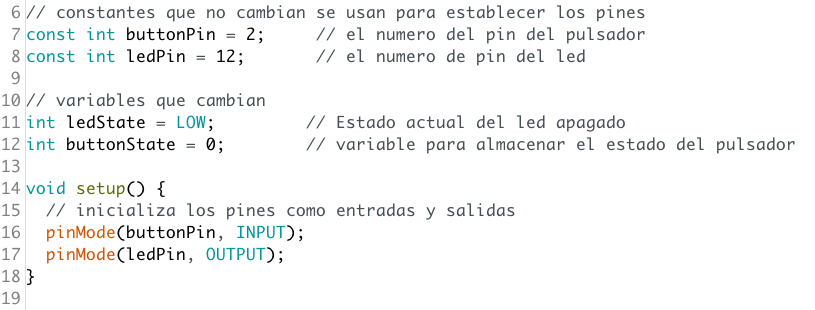 6 // constantes que no cambian se usan para establecer los pines
7 const int buttonPin = 2;     // el numero del pin del pulsador
8 const int ledPin = 12;       // el numero de pin del led
9
10 // variables que cambian
11 int ledState = LOW;         // Estado actual del led apagado
12 int buttonState = 0;        // variable para almacenar el estado del pulsador
13
14 void setup() {
15   // inicializa los pines como entradas y salidas
16   pinMode(buttonPin, INPUT);
17   pinMode(ledPin, OUTPUT);
18 }
19